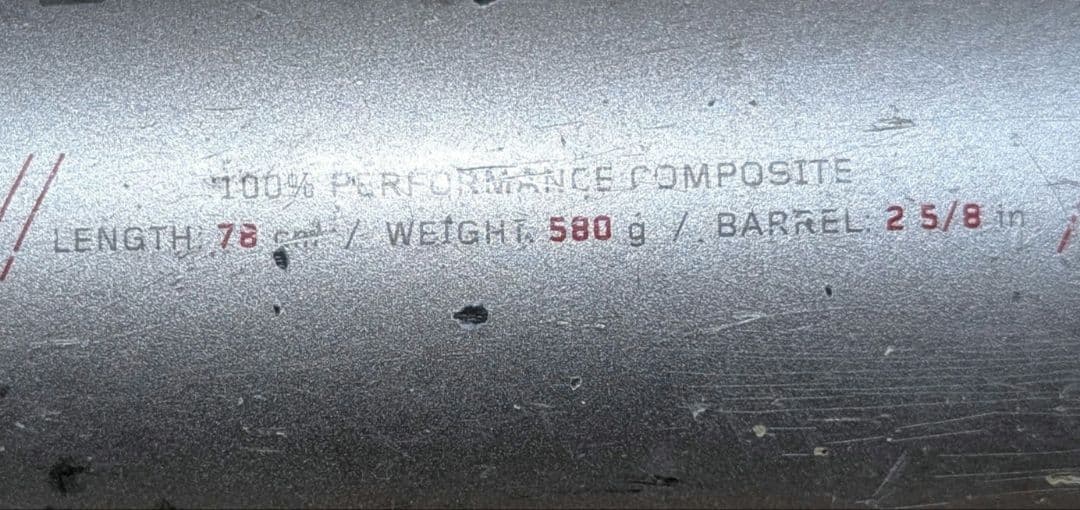 100% PERFORMANCE COMPOSITE
LENGTH: 78 cm / WEIGHT: 580 g / BARREL: 2 5/8 in